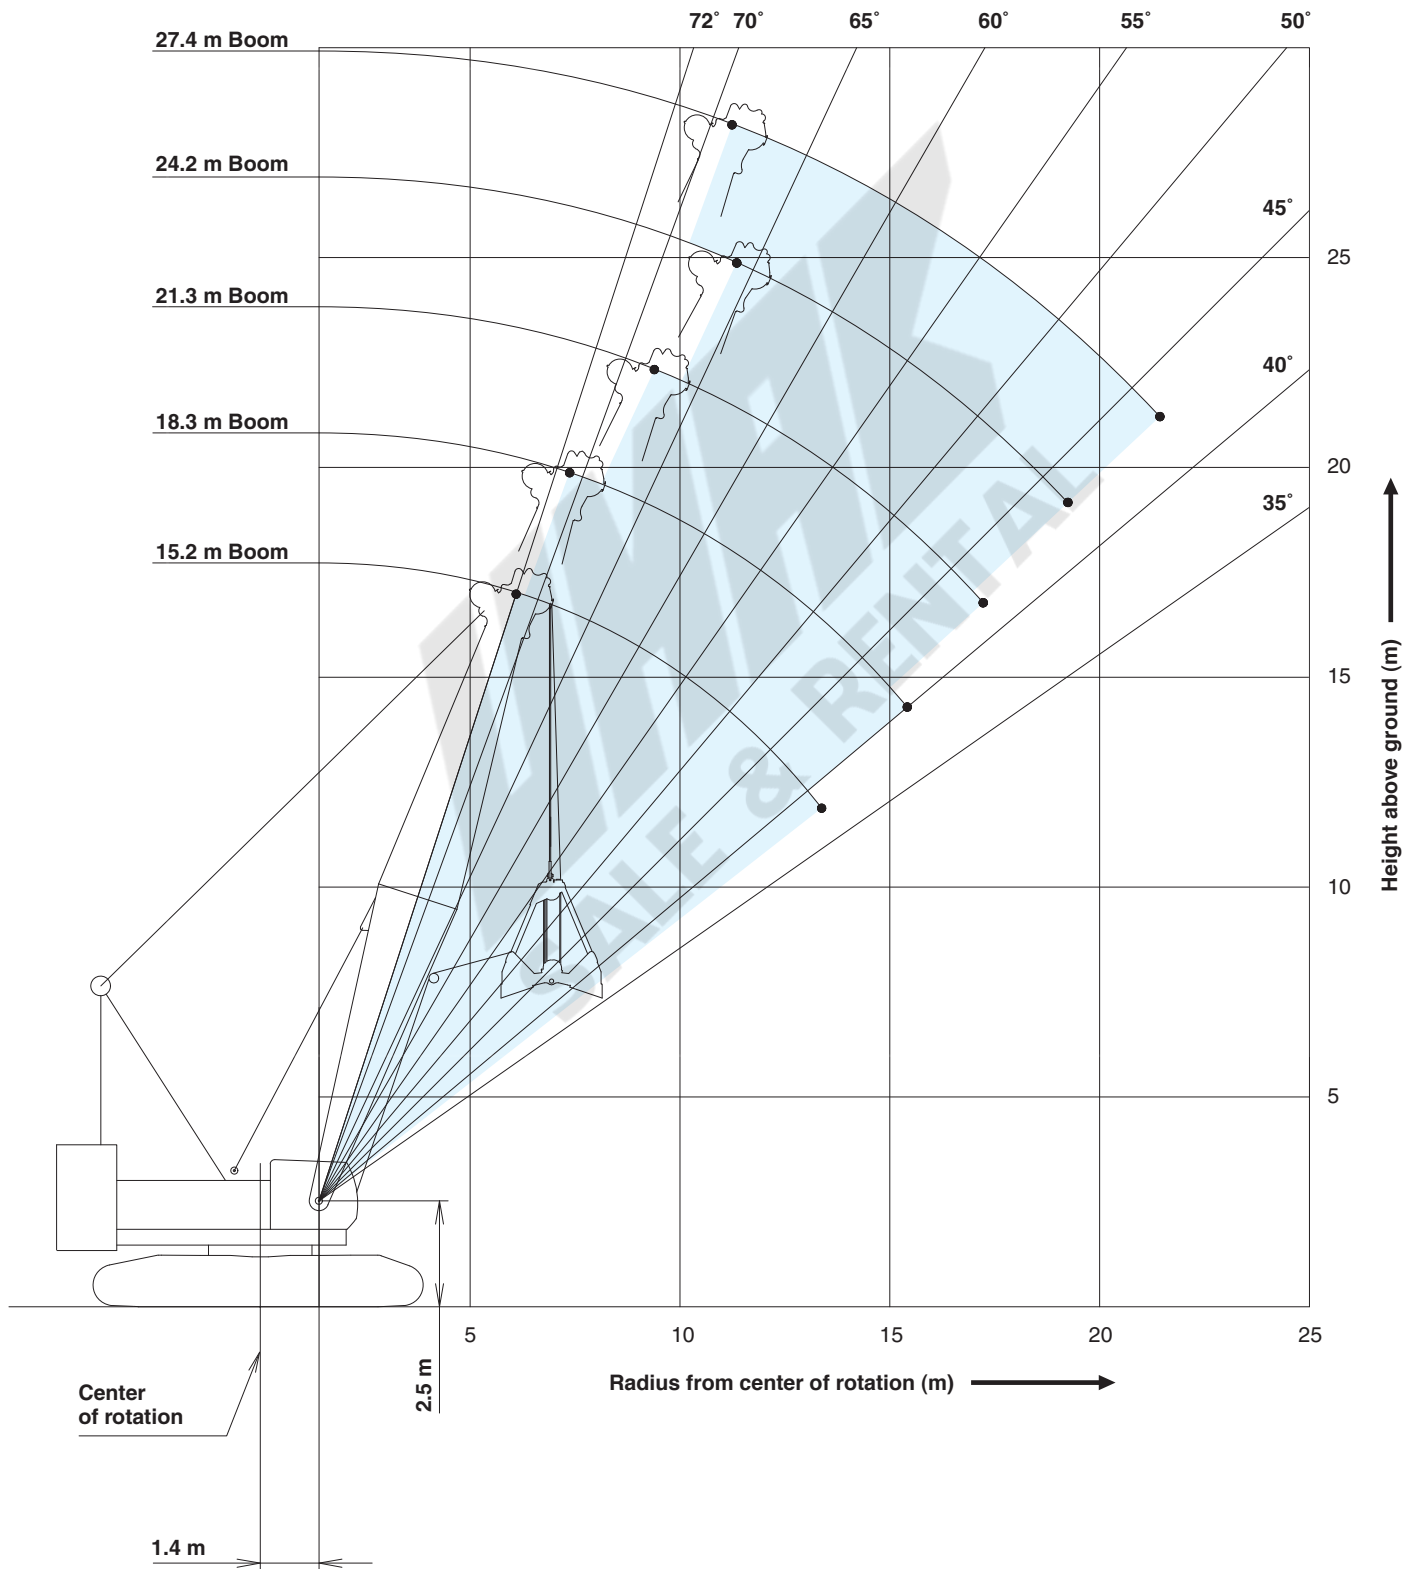 72° 70° 65° 60° 55° 50°
27.4 m Boom
24.2 m Boom
45°
25
21.3 m Boom
40°
18.3 m Boom
20
35°
15.2 m Boom
15
10
5
Height above ground (m)
SALE & RENTAL
5 10 15 20 25
Radius from center of rotation (m)
2.5 m
Center
of rotation
1.4 m